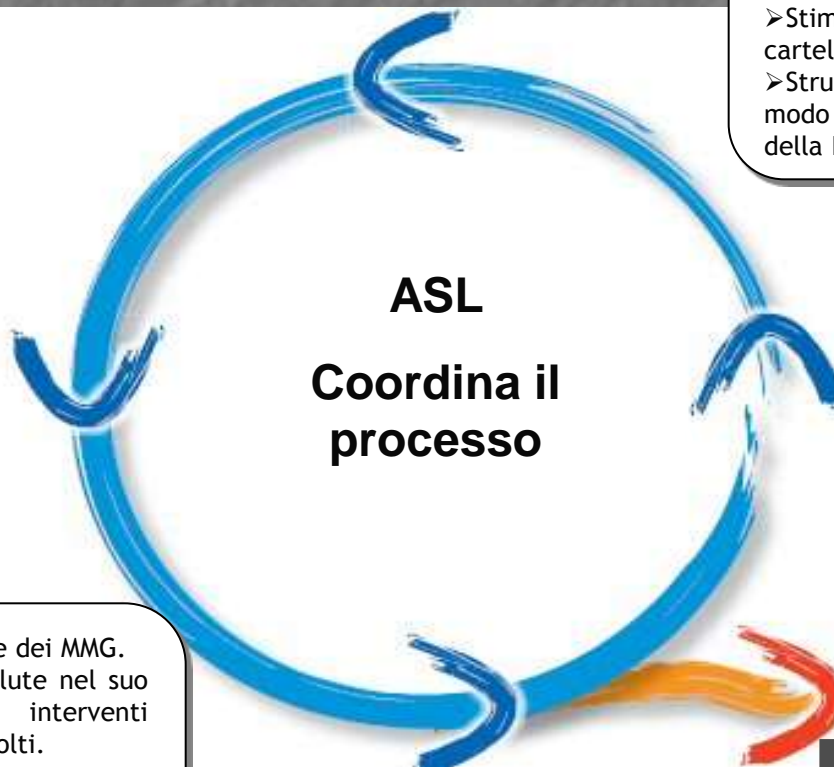 ➢Stim
cartel
➢Stru
modo
della
ASL
Coordina il
processo
e dei MMG.
lute nel suo
interventi
olti.